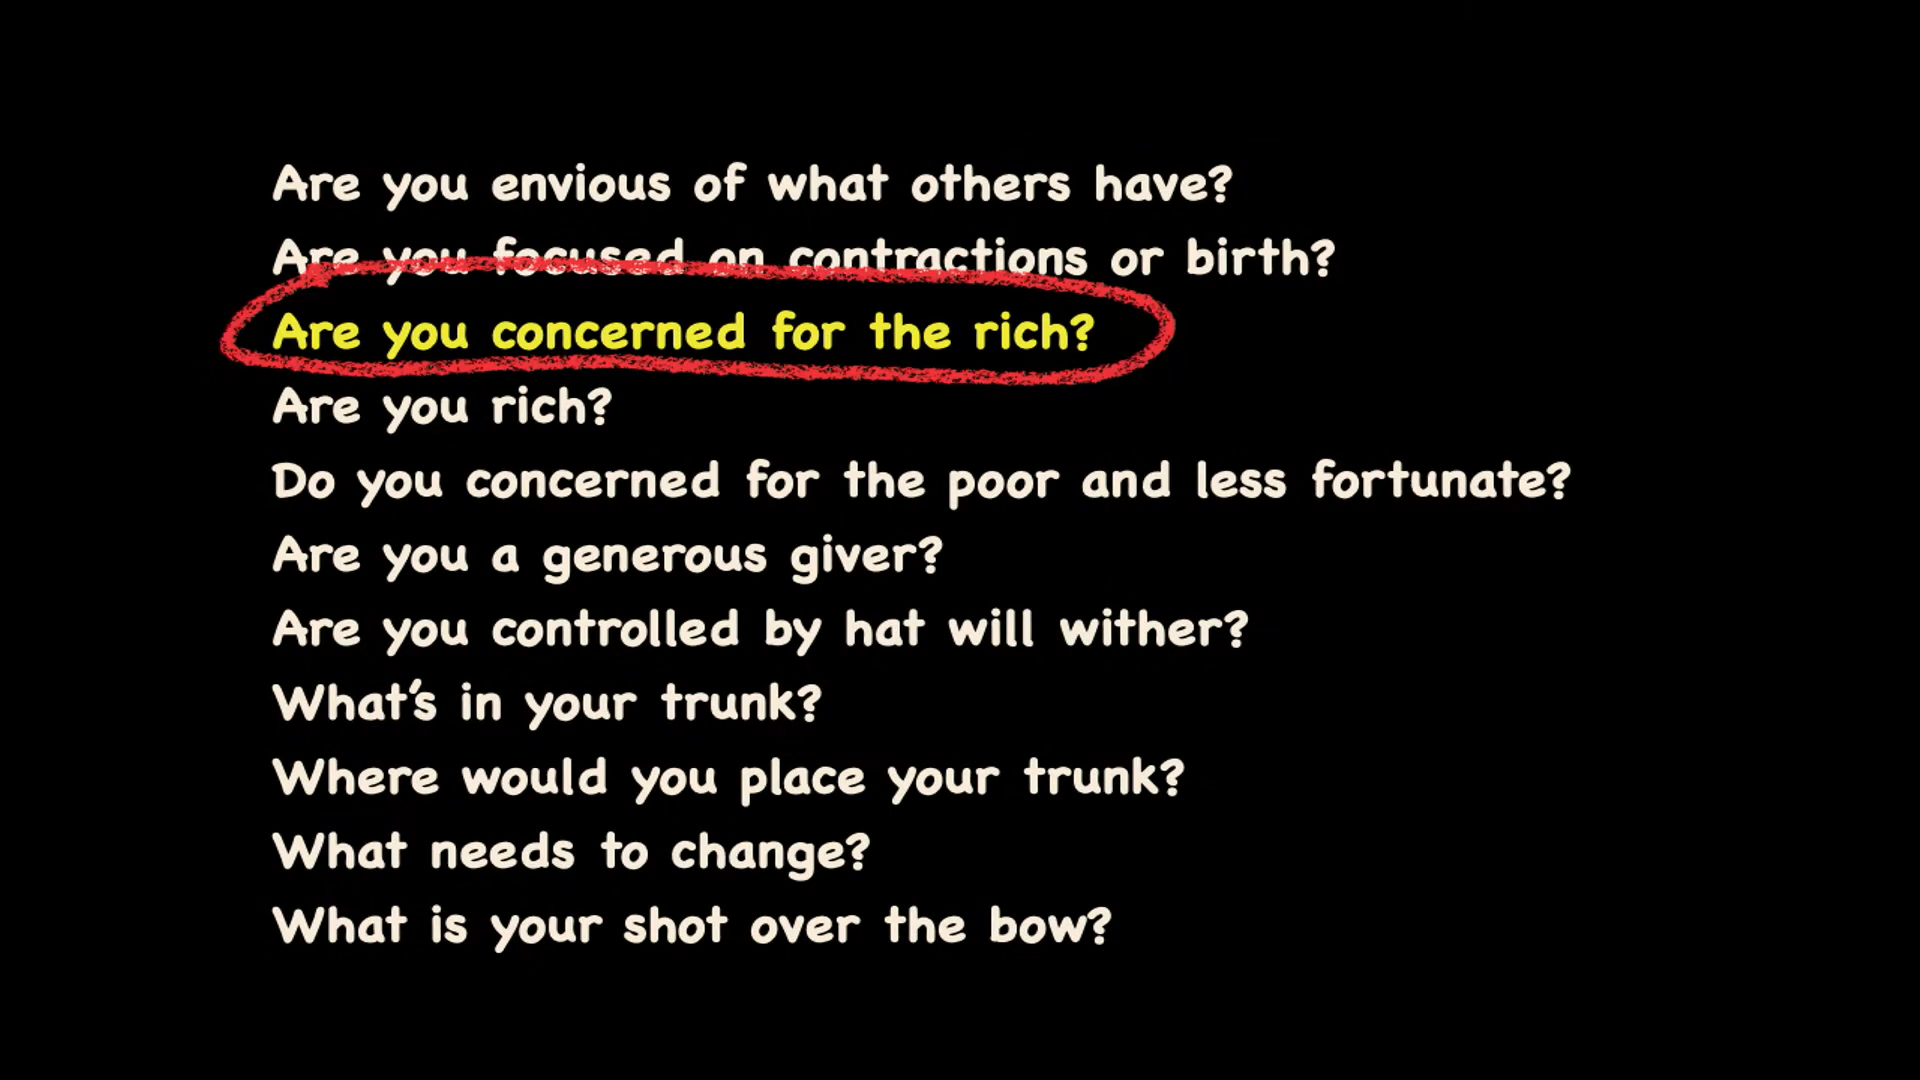 Are you envious of what others have?
Are you focused on contractions or birth?
Are you concerned for the rich?
Are you rich?
Do you concerned for the poor and less fortunate?
Are you a generous giver?
Are you controlled by hat will wither?
What's in your trunk?
Where would you place your trunk?
What needs to change?
What is your shot over the bow?